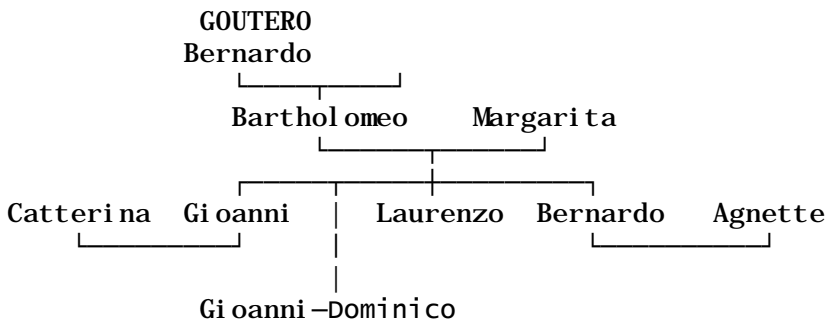 GOUTERO
Bernardo
Bartholomeo Margarita
Catterina Gioanni Laurenzo Bernardo Agnette
Gioanni-Dominico